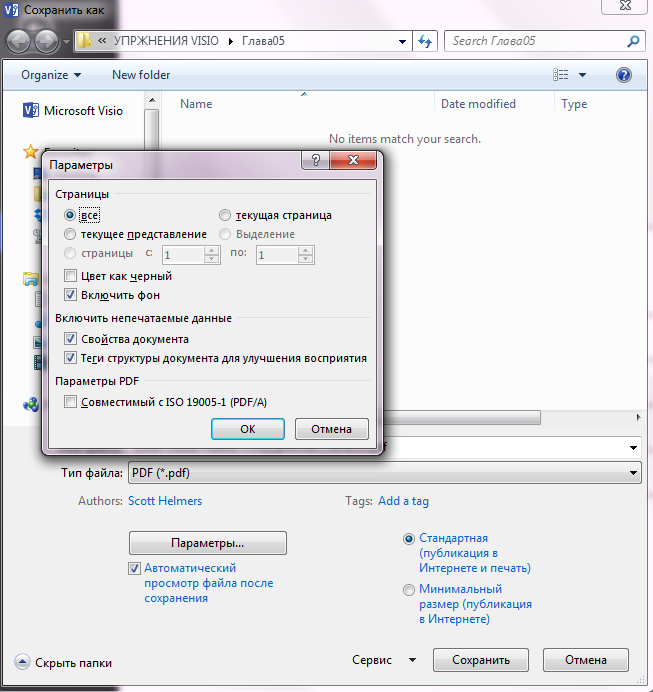 Сохранить как
УПРЖНЕНИЯ VISIO
Глава05
Search Глава05
Organize
New folder
Microsoft Visio
Name
Date modified
Type
No items match your search.
Параметры
Страницы
все
текущая страница
текущее представление
Выделение
страницы с: 1 по: 1
Цвет как черный
Включить фон
Включить непечатаемые данные
Свойства документа
Теги структуры документа для улучшения восприятия
Параметры PDF
Совместимый с ISO 19005-1 (PDF/A)
OK
Отмена
Тип файла: PDF (*.pdf)
Authors: Scott Helmers
Tags: Add a tag
Параметры...
Автоматический
просмотр файла после
сохранения
Стандартная
(публикация в
Интернете и печать)
Минимальный
размер (публикация
в Интернете)
Скрыть папки
Сервис
Сохранить
Отмена